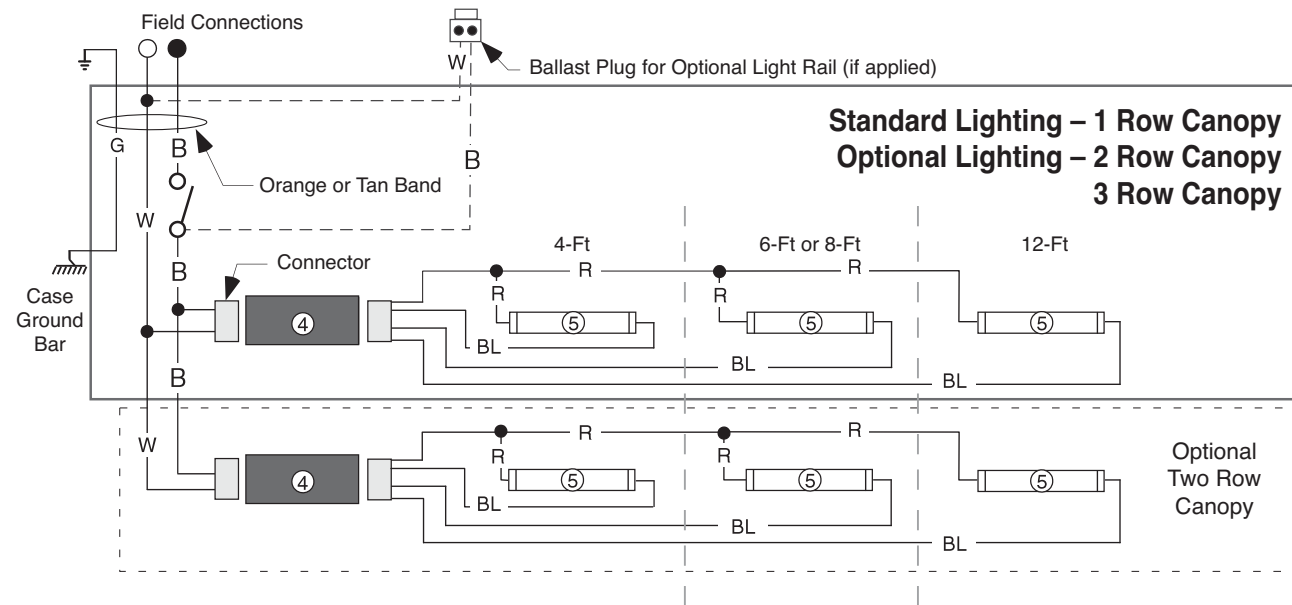 Field Connections
W
Ballast Plug for Optional Light Rail (if applied)
Standard Lighting – 1 Row Canopy
Optional Lighting – 2 Row Canopy
3 Row Canopy
G
B
B
Orange or Tan Band
W
4-Ft
6-Ft or 8-Ft
12-Ft
B
Connector
R
R
Case
Ground
Bar
R
R
4
5
5
5
BL
BL
B
BL
W
R
R
Optional
Two Row
Canopy
R
R
4
5
5
5
BL
BL
BL